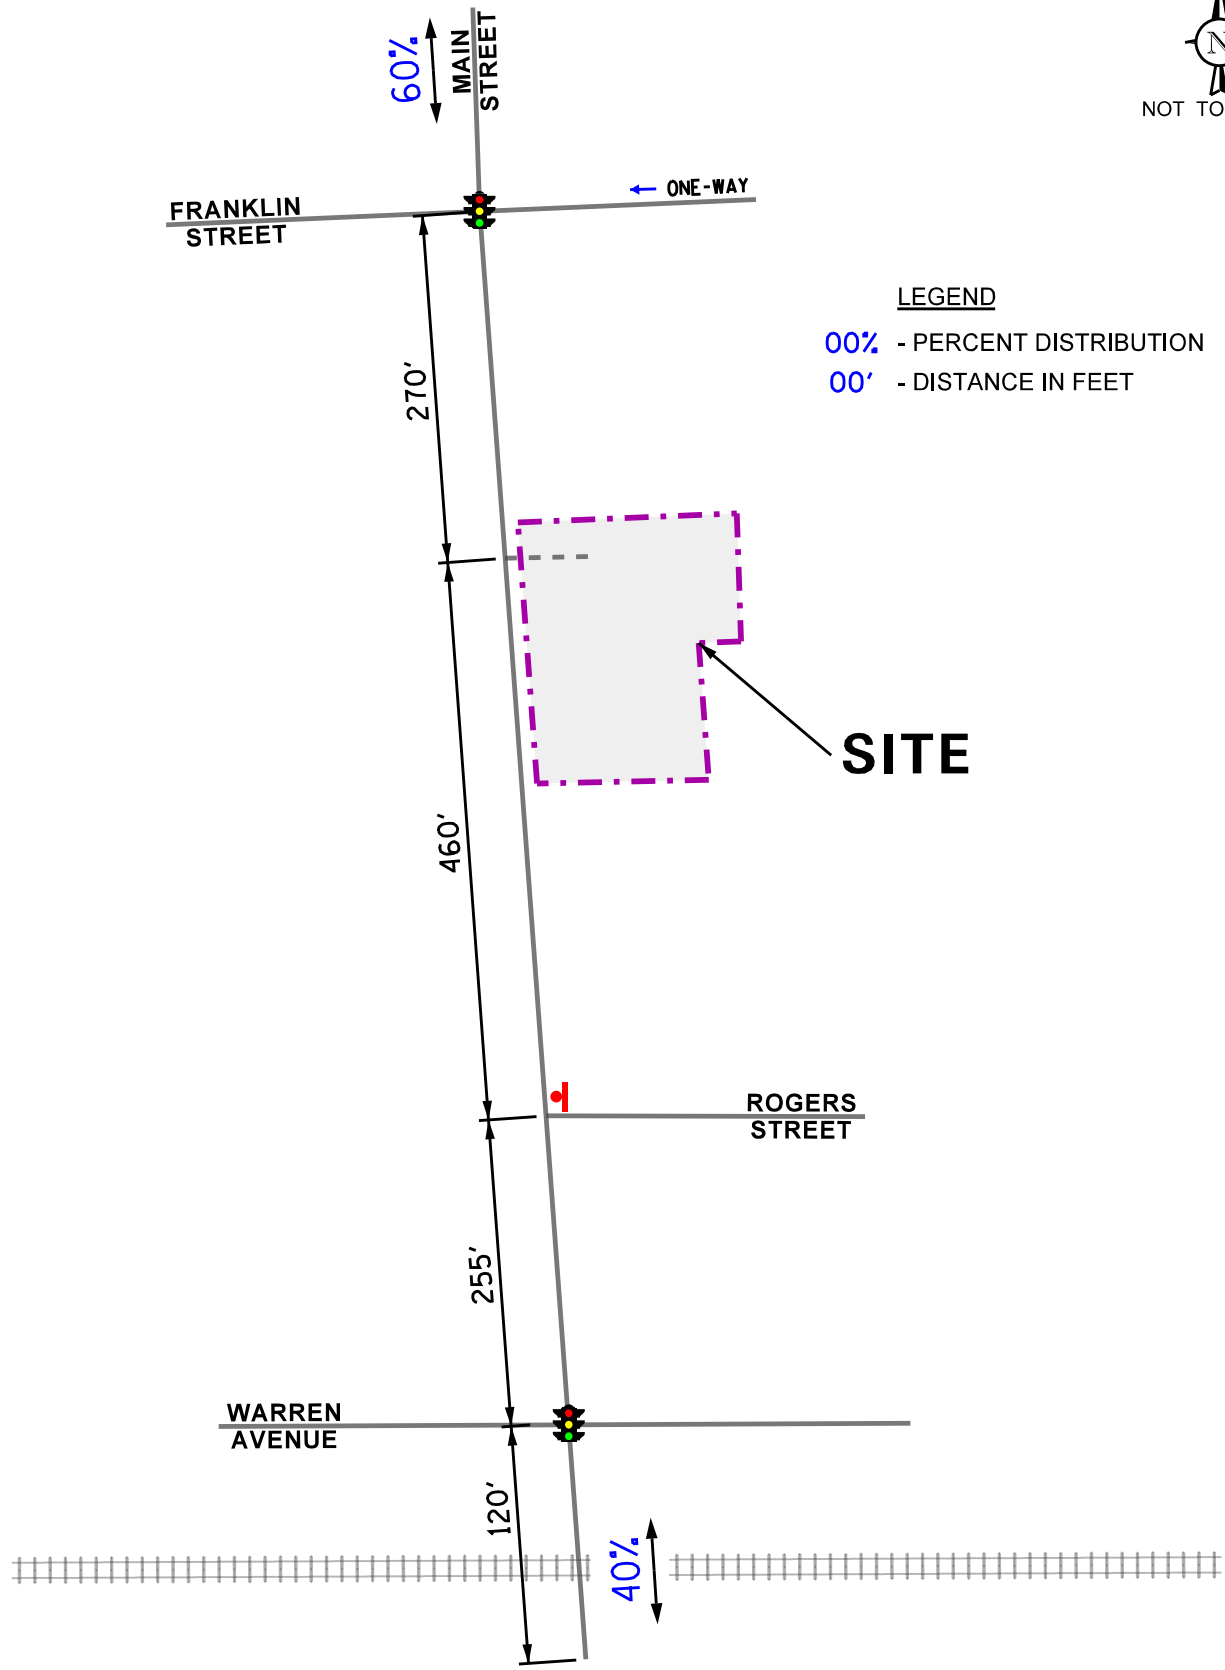 60%
MAIN
STREET
N
NOT TO
FRANKLIN
STREET
ONE-WAY
LEGEND
00% - PERCENT DISTRIBUTION
00' - DISTANCE IN FEET
270'
SITE
460'
ROGERS
STREET
255'
WARREN
AVENUE
120'
40%